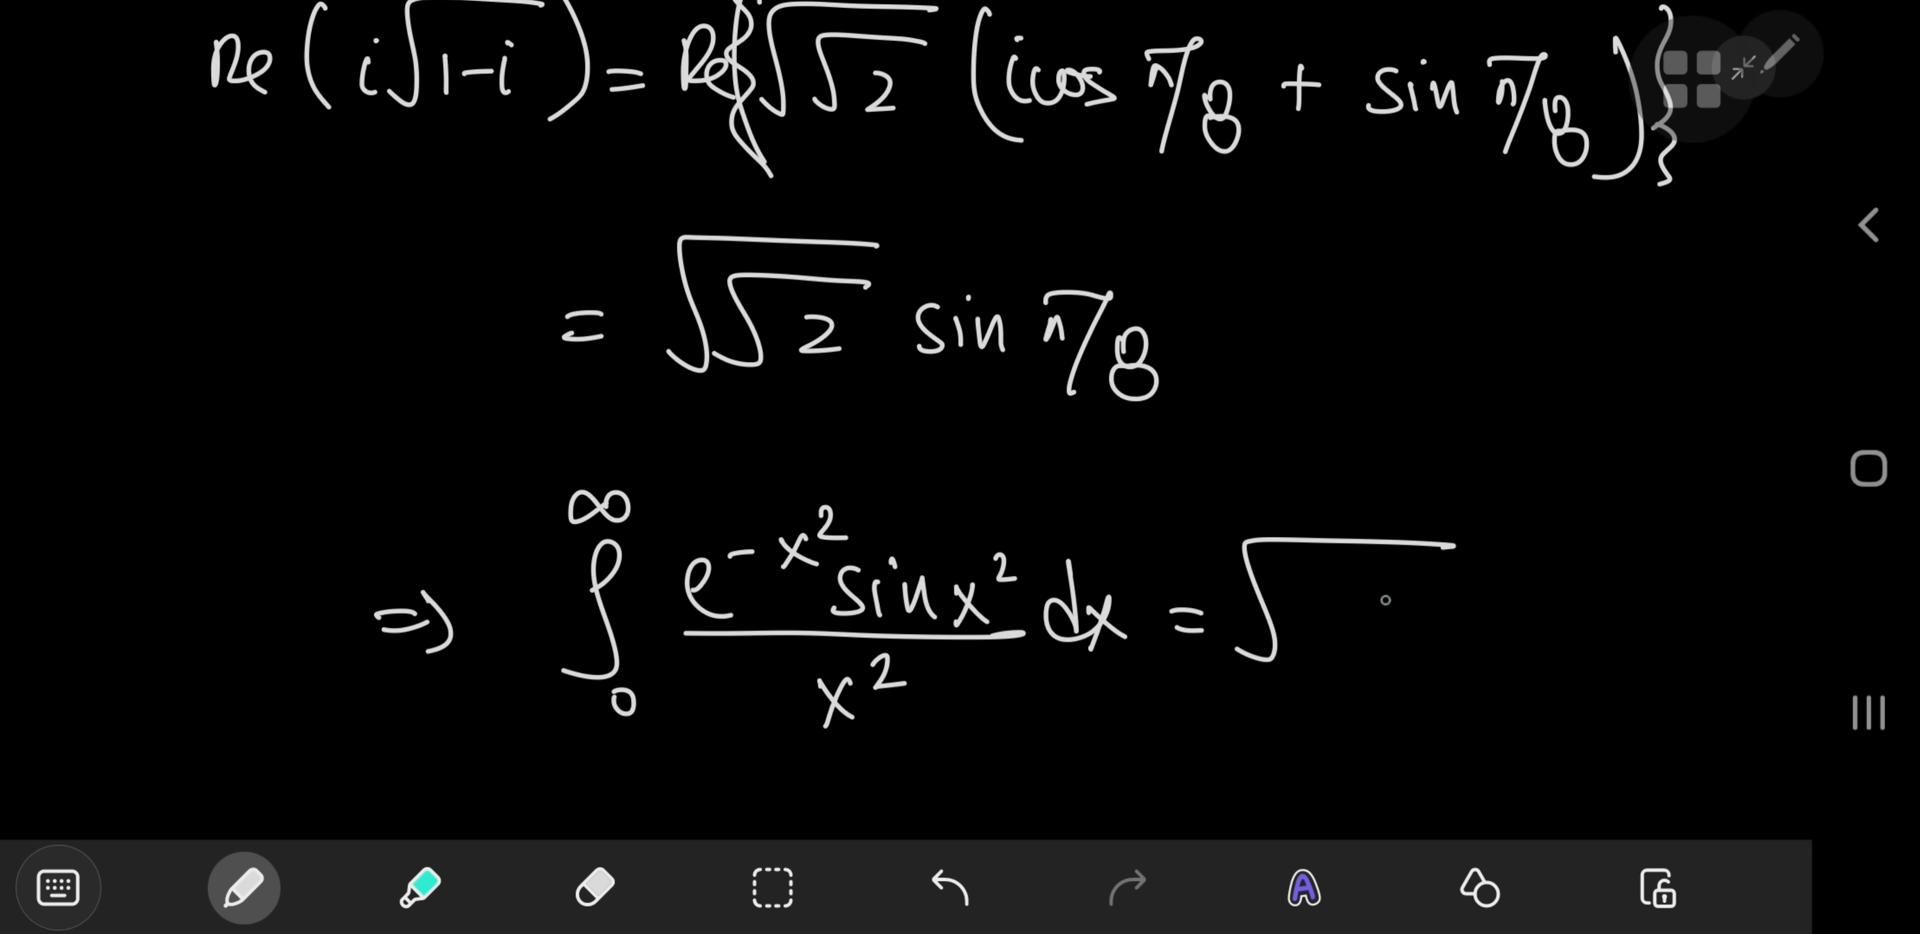 Re(i√(1-i)) = Re{√√2 (i cos π/8 + sin π/8)}
= √√2 sin π/8
⇒ ∫₀^∞ e^(-x²) sin x² / x² dx = √
A